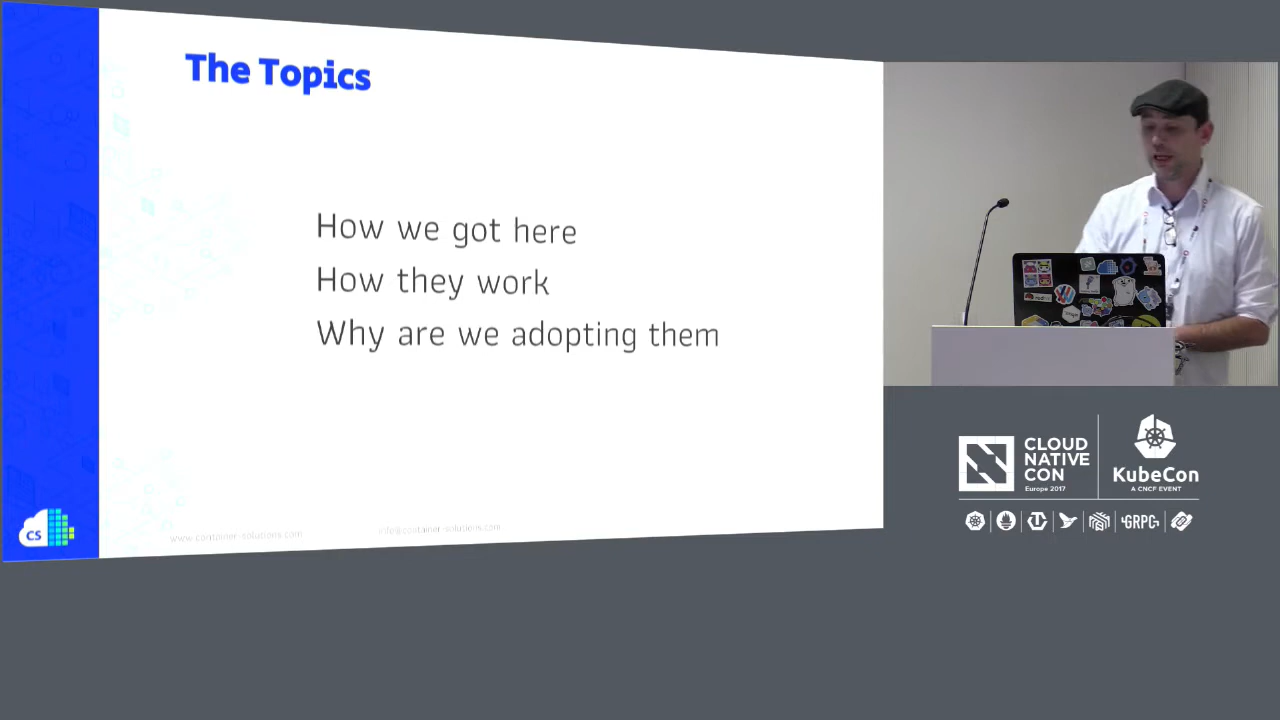 The Topics
How we got here
How they work
Why are we adopting them
www.container-solutions.com
info@container-solutions.com
CS
CLOUD
NATIVE
CON
Europe 2017
KubeCon
A CNCF EVENT
GRPC